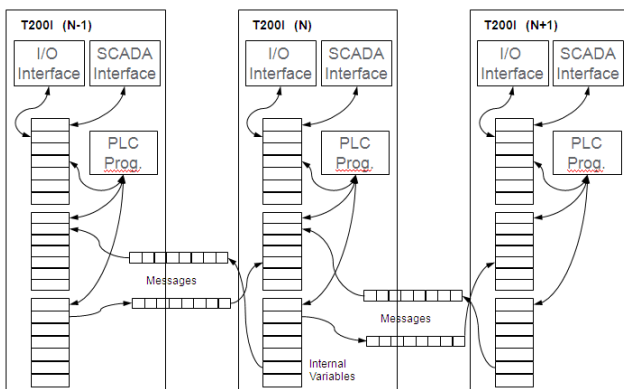 T200I (N-1)
I/O
Interface
SCADA
Interface
PLC
Prog.
T200I (N)
I/O
Interface
SCADA
Interface
PLC
Prog.
T200I (N+1)
I/O
Interface
SCADA
Interface
PLC
Prog.
Messages
Messages
Internal
Variables